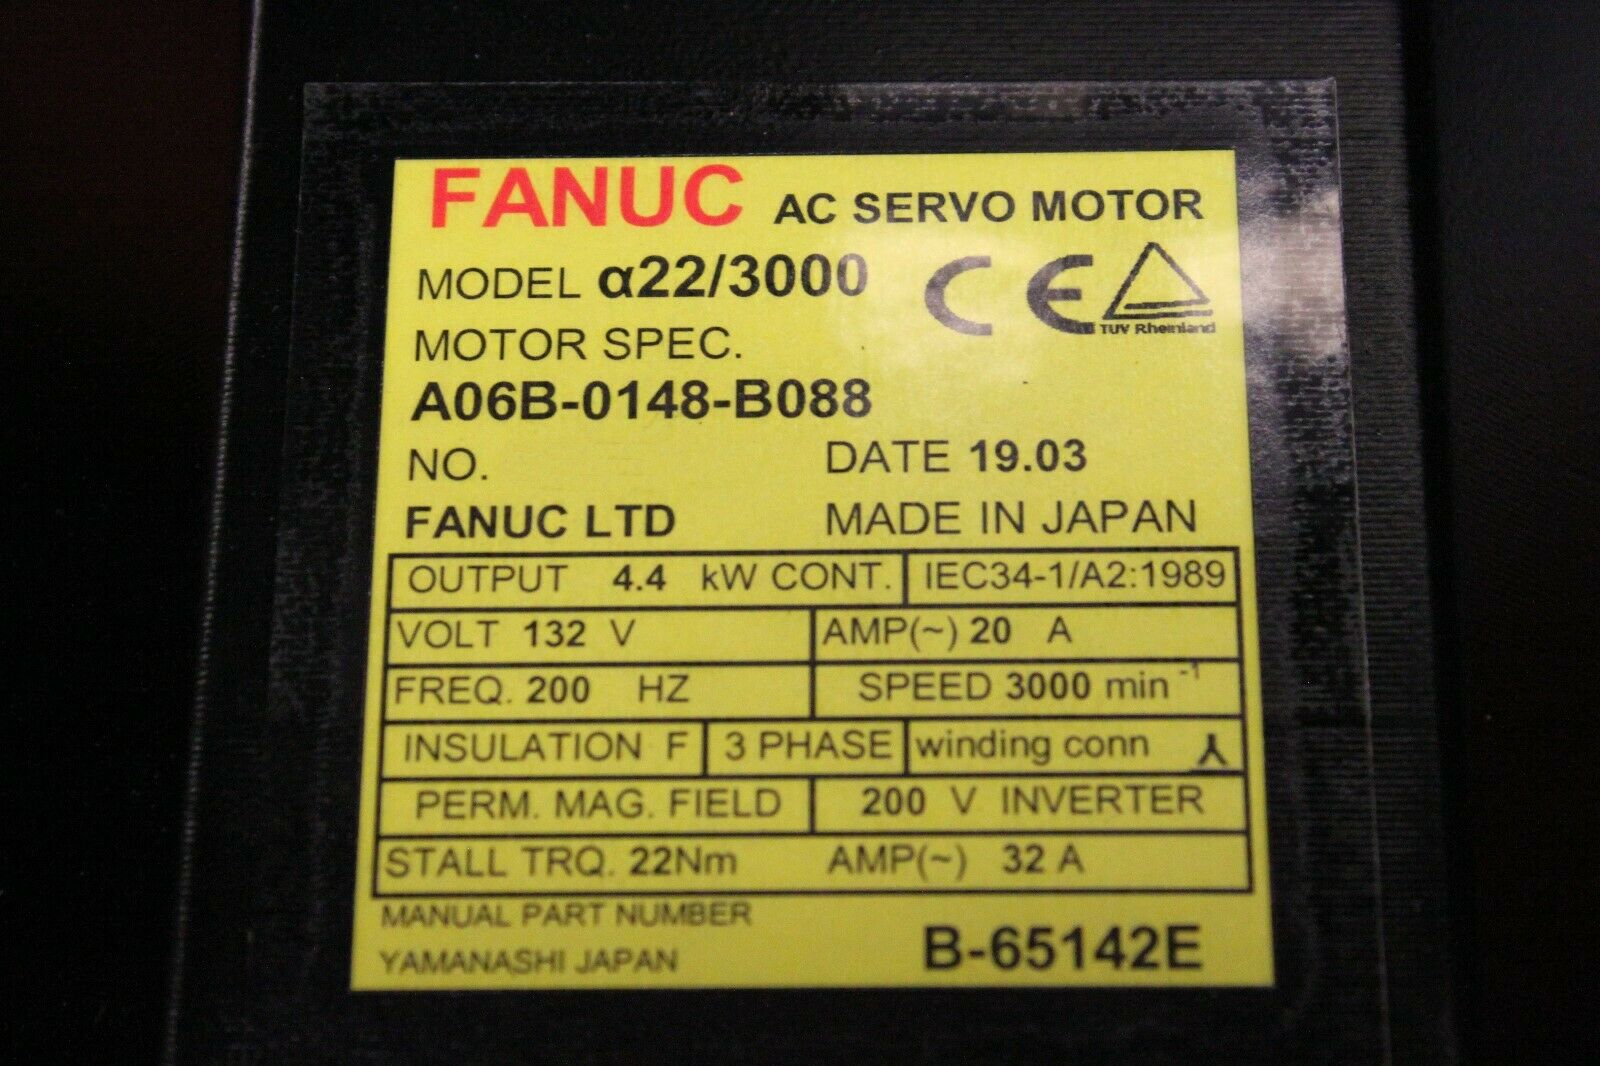 FANUC AC SERVO MOTOR
MODEL α22/3000 CE
TUV Rheinland
MOTOR SPEC.
A06B-0148-B088
NO. DATE 19.03
FANUC LTD MADE IN JAPAN
OUTPUT 4.4 kW CONT. IEC34-1/A2:1989
VOLT 132 V AMP(~) 20 A
FREQ. 200 HZ SPEED 3000 min⁻¹
INSULATION F 3 PHASE winding conn
PERM. MAG. FIELD 200 V INVERTER
STALL TRQ. 22Nm AMP(~) 32 A
MANUAL PART NUMBER
YAMANASHI JAPAN B-65142E